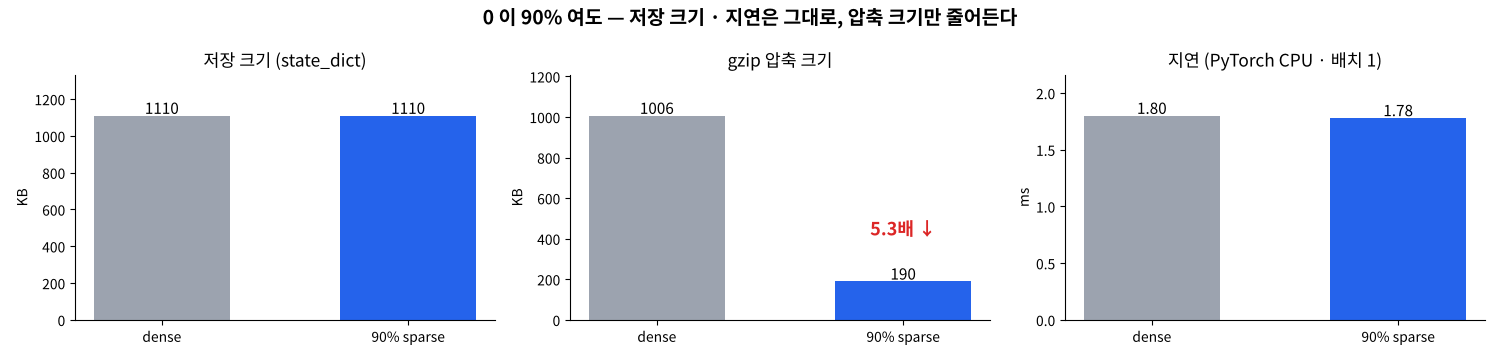 0 이 90% 여도 — 저장 크기 · 지연은 그대로, 압축 크기만 줄어든다
저장 크기 (state_dict)
1200
1000
800
600
400
200
0
KB
1110
1110
dense
90% sparse
gzip 압축 크기
1200
1000
800
600
400
200
0
KB
1006
5.3배 ↓
190
dense
90% sparse
지연 (PyTorch CPU · 배치 1)
2.0
1.5
1.0
0.5
0.0
ms
1.80
1.78
dense
90% sparse